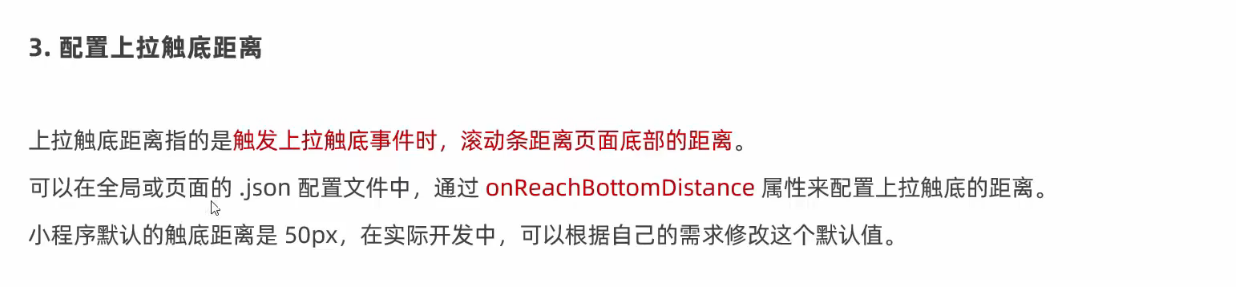 3. 配置上拉触底距离
上拉触底距离指的是触发上拉触底事件时，滚动条距离页面底部的距离。
可以在全局或页面的 .json 配置文件中，通过 onReachBottomDistance 属性来配置上拉触底的距离。
小程序默认的触底距离是 50px，在实际开发中，可以根据自己的需求修改这个默认值。